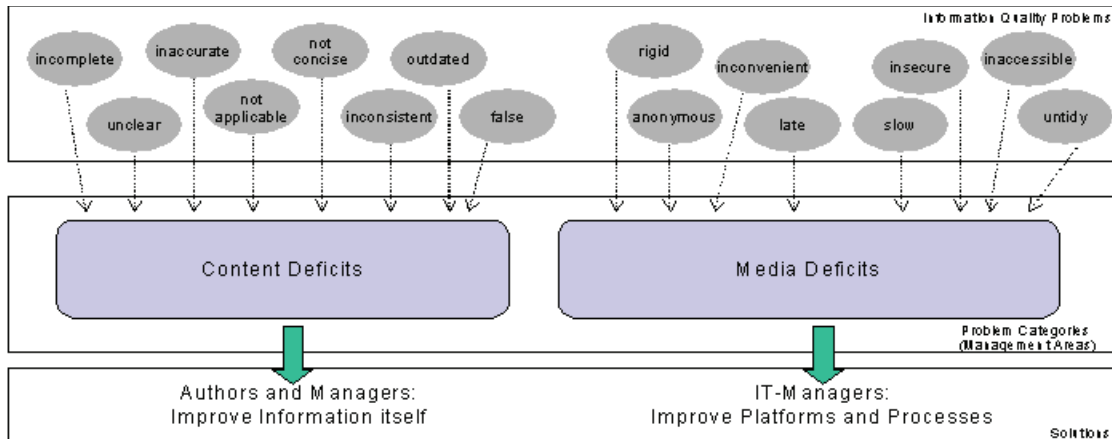 Information Quality Problems
incomplete
inaccurate
not
concise
outdated
unclear
not
applicable
inconsistent
false
rigid
inconvenient
insecure
inaccessible
anonymous
late
slow
untidy
Content Deficits
Media Deficits
Problem Categories
(Management Areas)
Authors and Managers:
Improve Information itself
IT-Managers:
Improve Platforms and Processes
Solutions